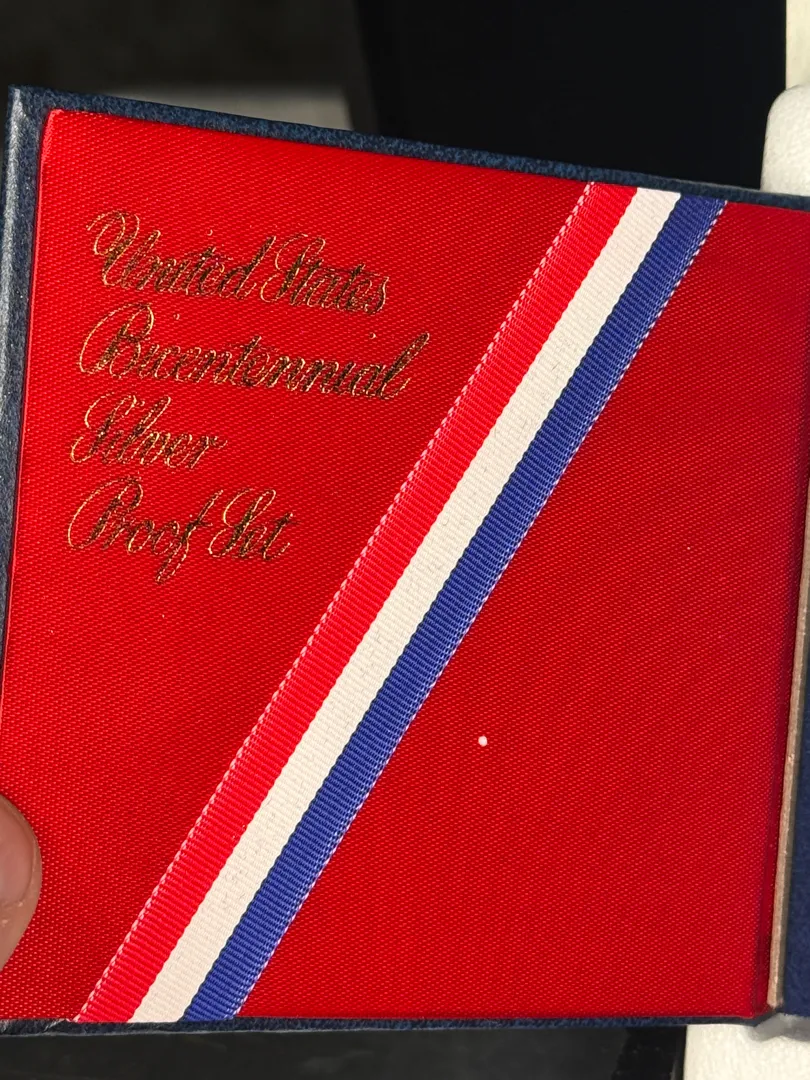 United States
Bicentennial
Silver
Proof Set